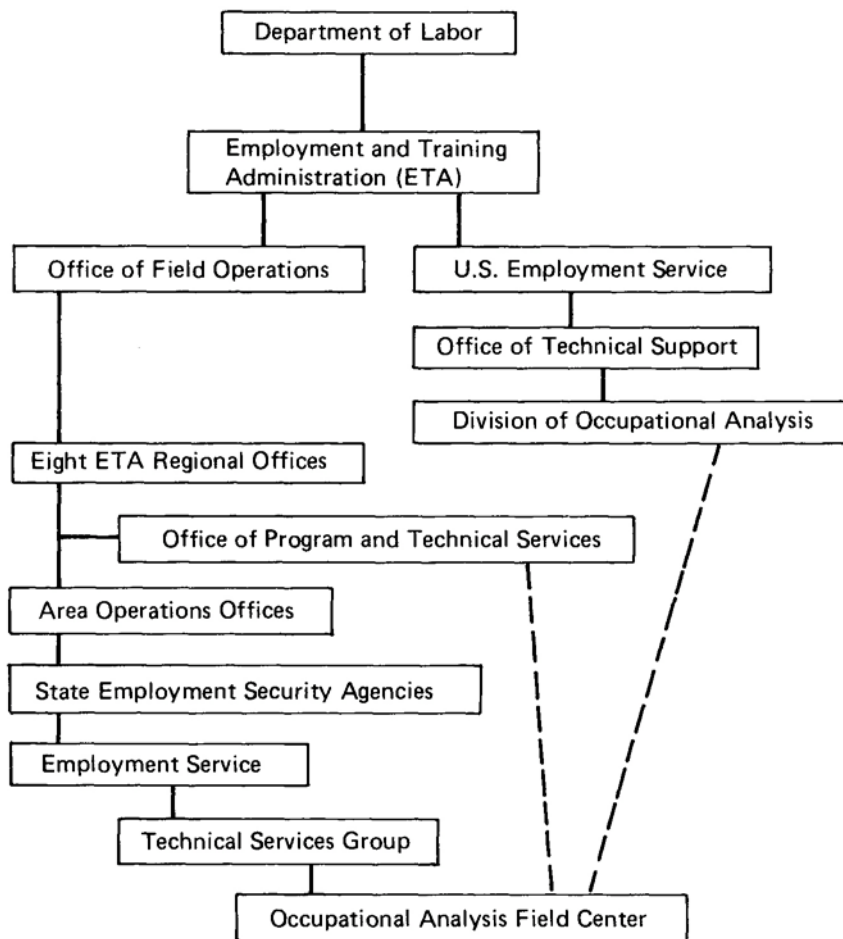 Department of Labor
Employment and Training
Administration (ETA)
Office of Field Operations
U.S. Employment Service
Office of Technical Support
Division of Occupational Analysis
Eight ETA Regional Offices
Office of Program and Technical Services
Area Operations Offices
State Employment Security Agencies
Employment Service
Technical Services Group
Occupational Analysis Field Center